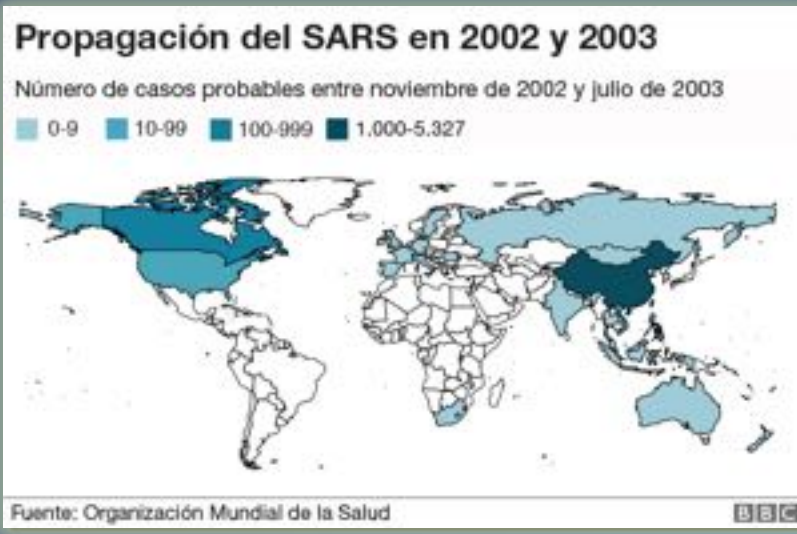 Propagación del SARS en 2002 y 2003
Número de casos probables entre noviembre de 2002 y julio de 2003
0-9 10-99 100-999 1.000-5.327
Fuente: Organización Mundial de la Salud
BBC